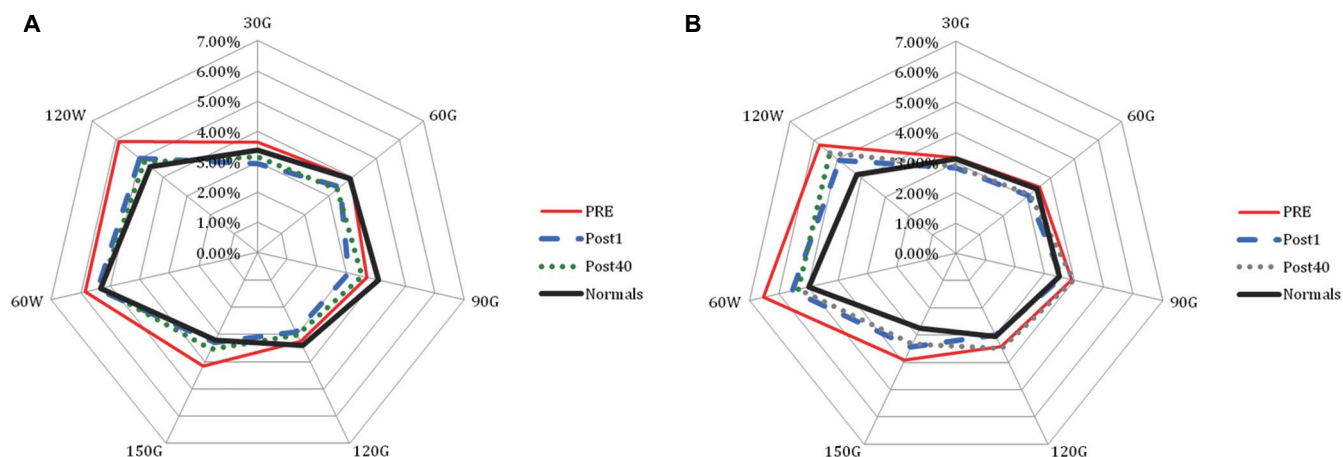 A
30G
7.00%
6.00%
5.00%
4.00%
3.00%
2.00%
1.00%
0.00%
60G
90G
120G
150G
60W
120W
PRE
Post1
Post40
Normals
B
30G
7.00%
6.00%
5.00%
4.00%
3.00%
2.00%
1.00%
0.00%
60G
90G
120G
150G
60W
120W
PRE
Post1
Post40
Normals